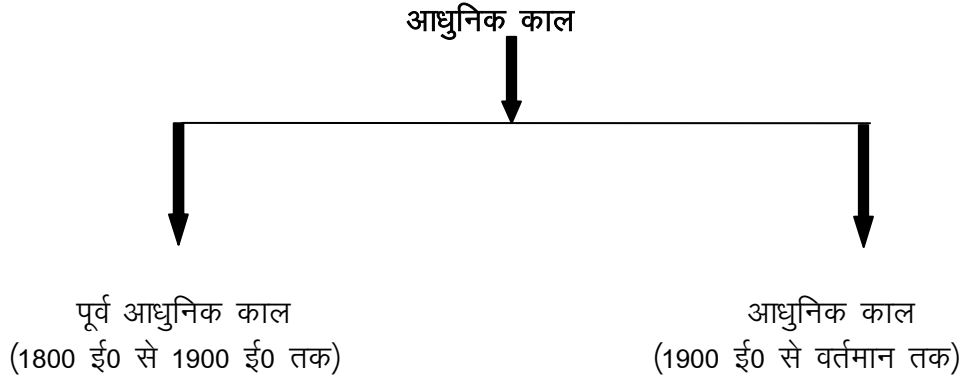 आधुनिक काल
पूर्व आधुनिक काल
(1800 ई0 से 1900 ई0 तक)
आधुनिक काल
(1900 ई0 से वर्तमान तक)